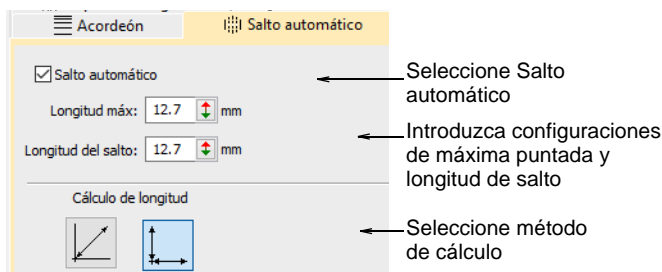 Acordeón
Salto automático
Salto automático
Seleccione Salto
automático
Longitud máx: 12.7 mm
Introduzca configuraciones
de máxima puntada y
longitud de salto
Longitud del salto: 12.7 mm
Cálculo de longitud
Seleccione método
de cálculo